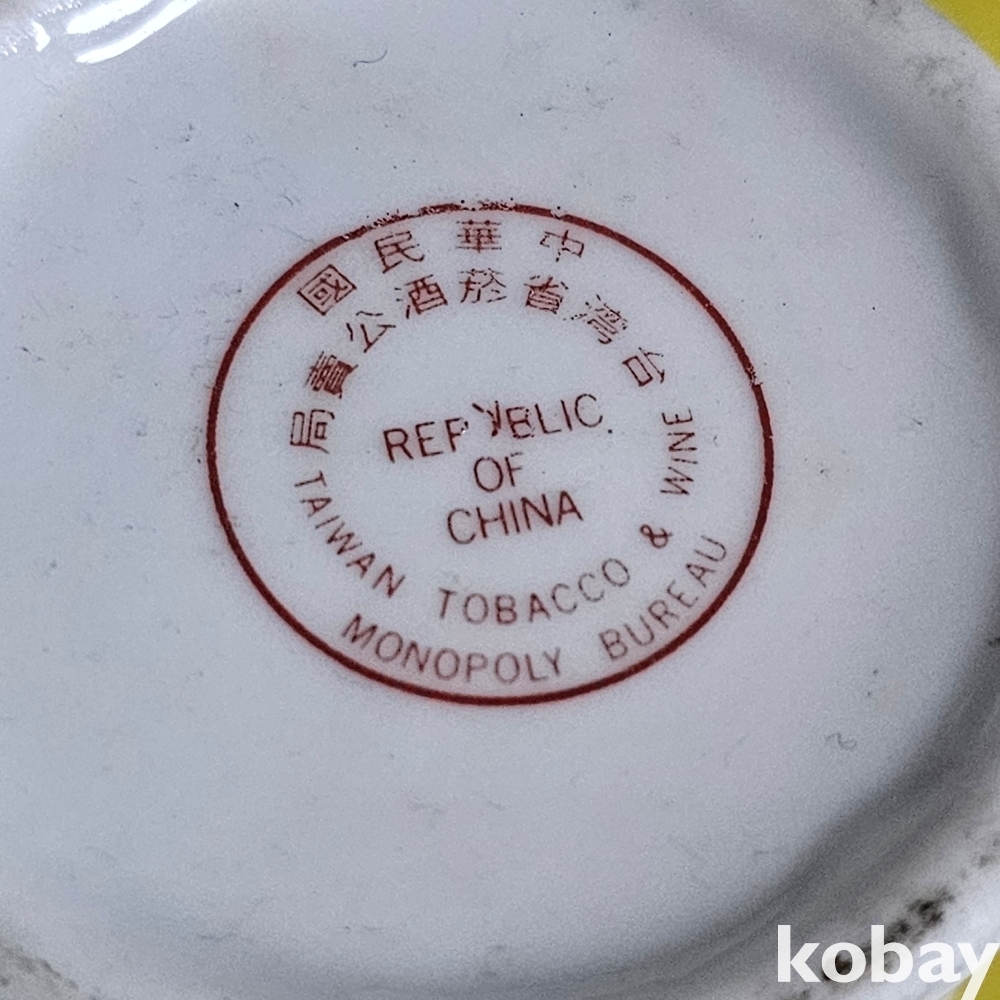 中華民國
台灣省菸酒公賣局
REPUBLIC
OF
CHINA
TAIWAN TOBACCO & WINE
MONOPOLY BUREAU
kobay